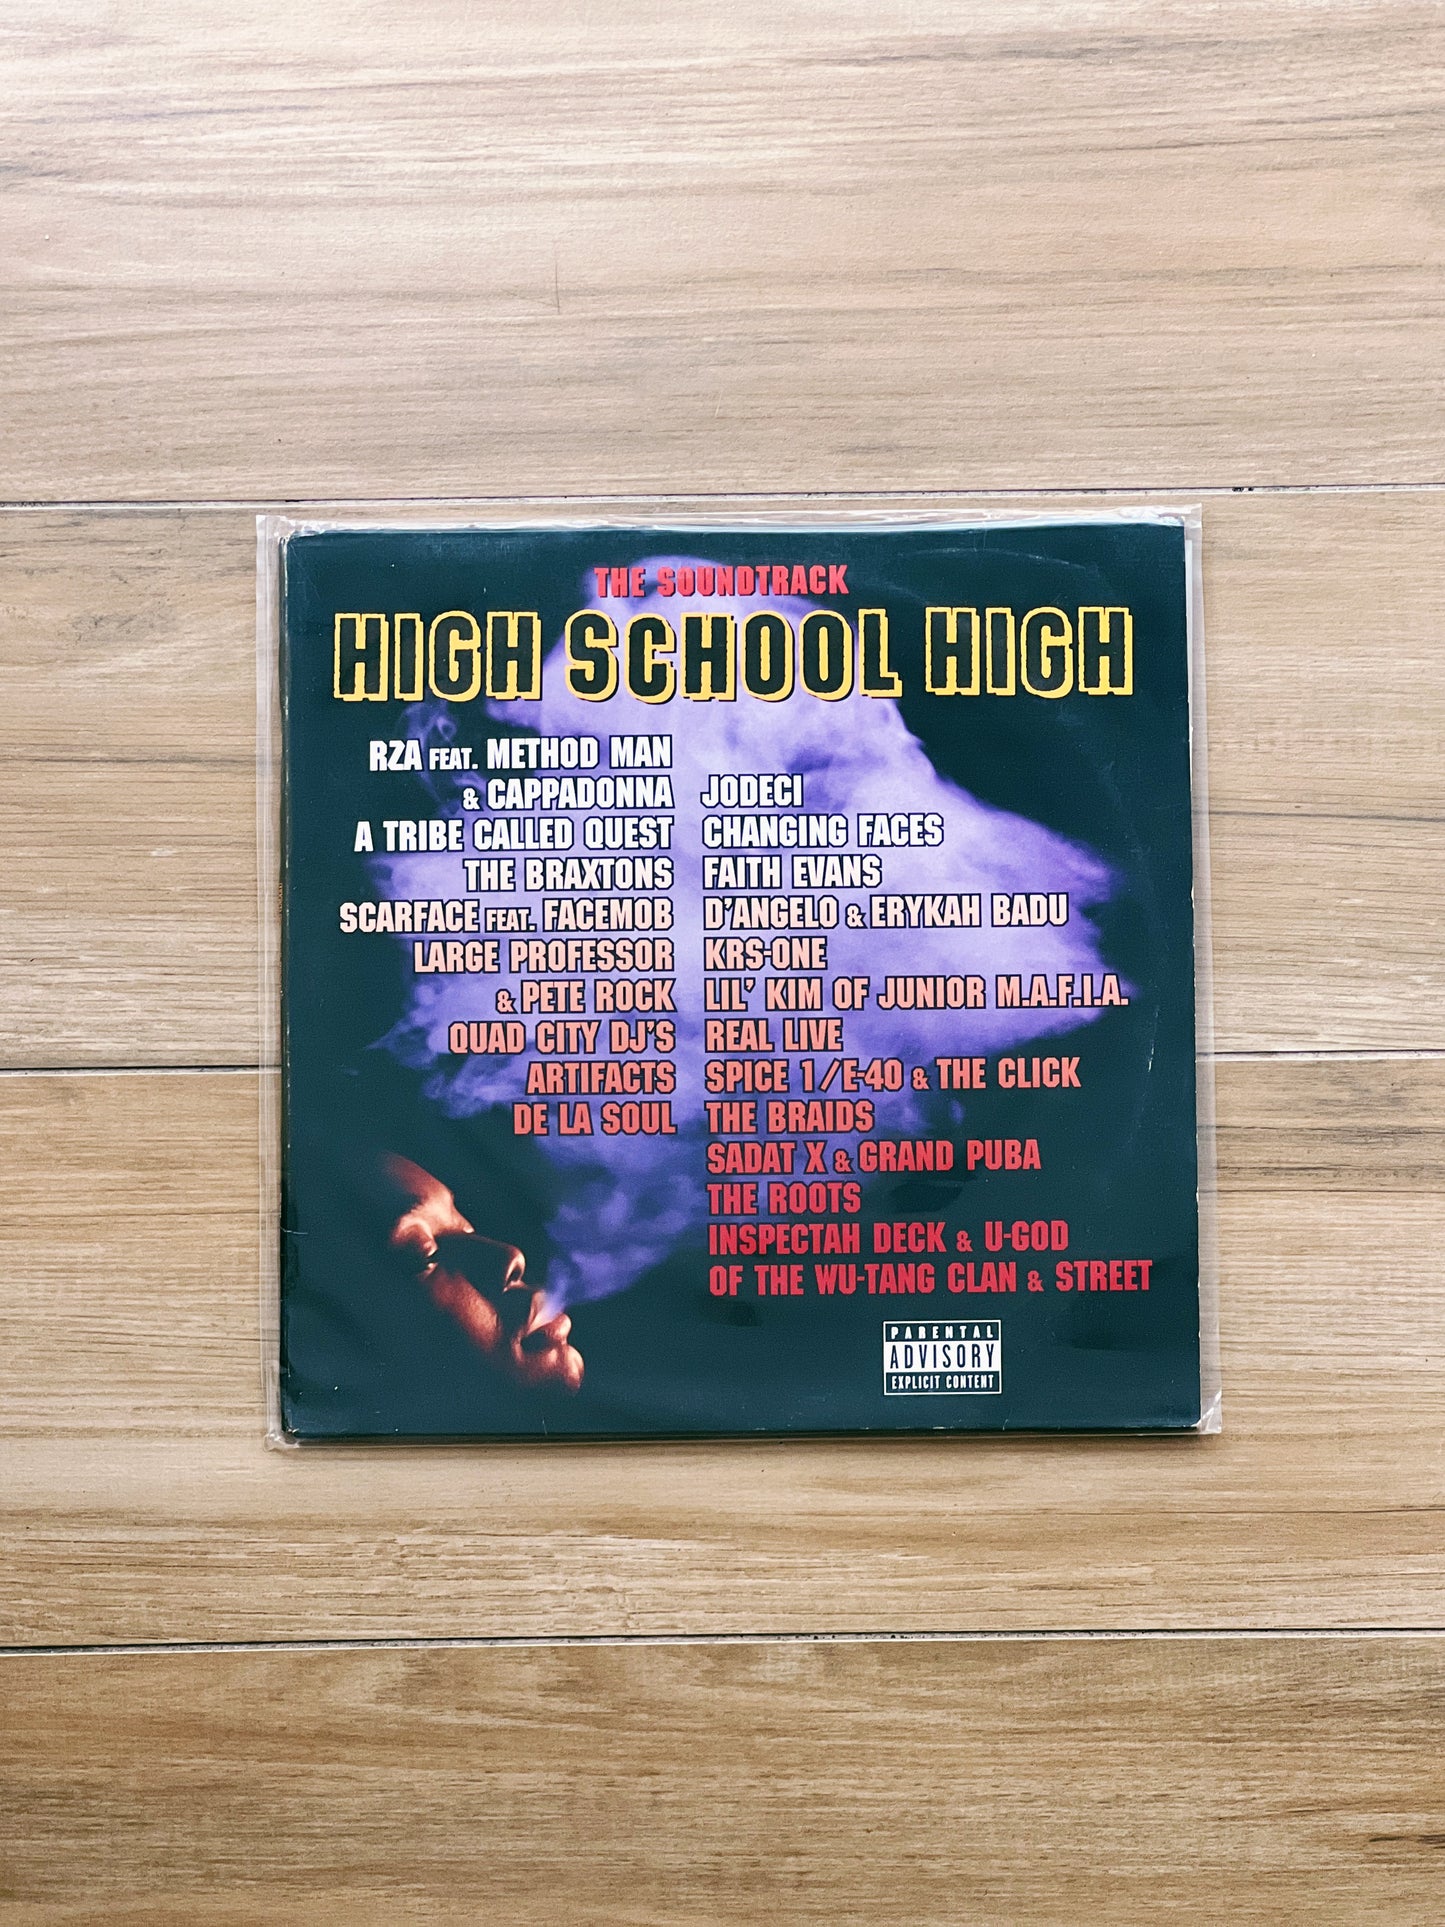 THE SOUNDTRACK
HIGH SCHOOL HIGH
RZA FEAT. METHOD MAN
& CAPPADONNA
A TRIBE CALLED QUEST
THE BRAXTONS
SCARFACE FEAT. FACEMOB
LARGE PROFESSOR
& PETE ROCK
QUAD CITY DJ'S
ARTIFACTS
DE LA SOUL
JODECI
CHANGING FACES
FAITH EVANS
D'ANGELO & ERYKAH BADU
KRS-ONE
LIL' KIM OF JUNIOR M.A.F.I.A.
REAL LIVE
SPICE 1/E-40 & THE CLICK
THE BRAIDS
SADAT X & GRAND PUBA
THE ROOTS
INSPECTAH DECK & U-GOD
OF THE WU-TANG CLAN & STREET
PARENTAL
ADVISORY
EXPLICIT CONTENT